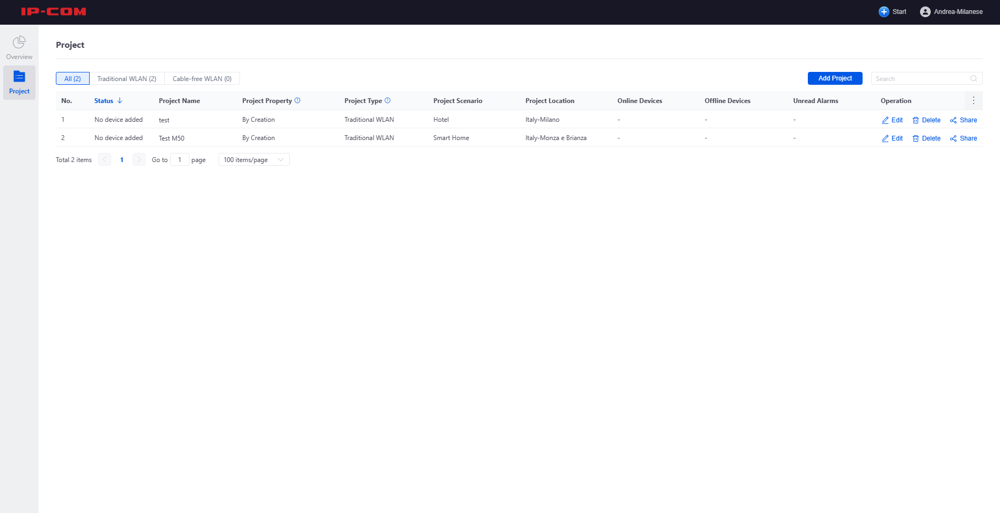 IP-COM
Start
Andrea-Milanese
Overview
Project
Project
All (2) Traditional WLAN (2) Cable-free WLAN (0)
Add Project
Search
No. Status Project Name Project Property Project Type Project Scenario Project Location Online Devices Offline Devices Unread Alarms Operation
1 No device added test By Creation Traditional WLAN Hotel Italy-Milano - - - Edit Delete Share
2 No device added Test M50 By Creation Traditional WLAN Smart Home Italy-Monza e Brianza - - - Edit Delete Share
Total 2 items 1 Go to 1 page 100 items/page